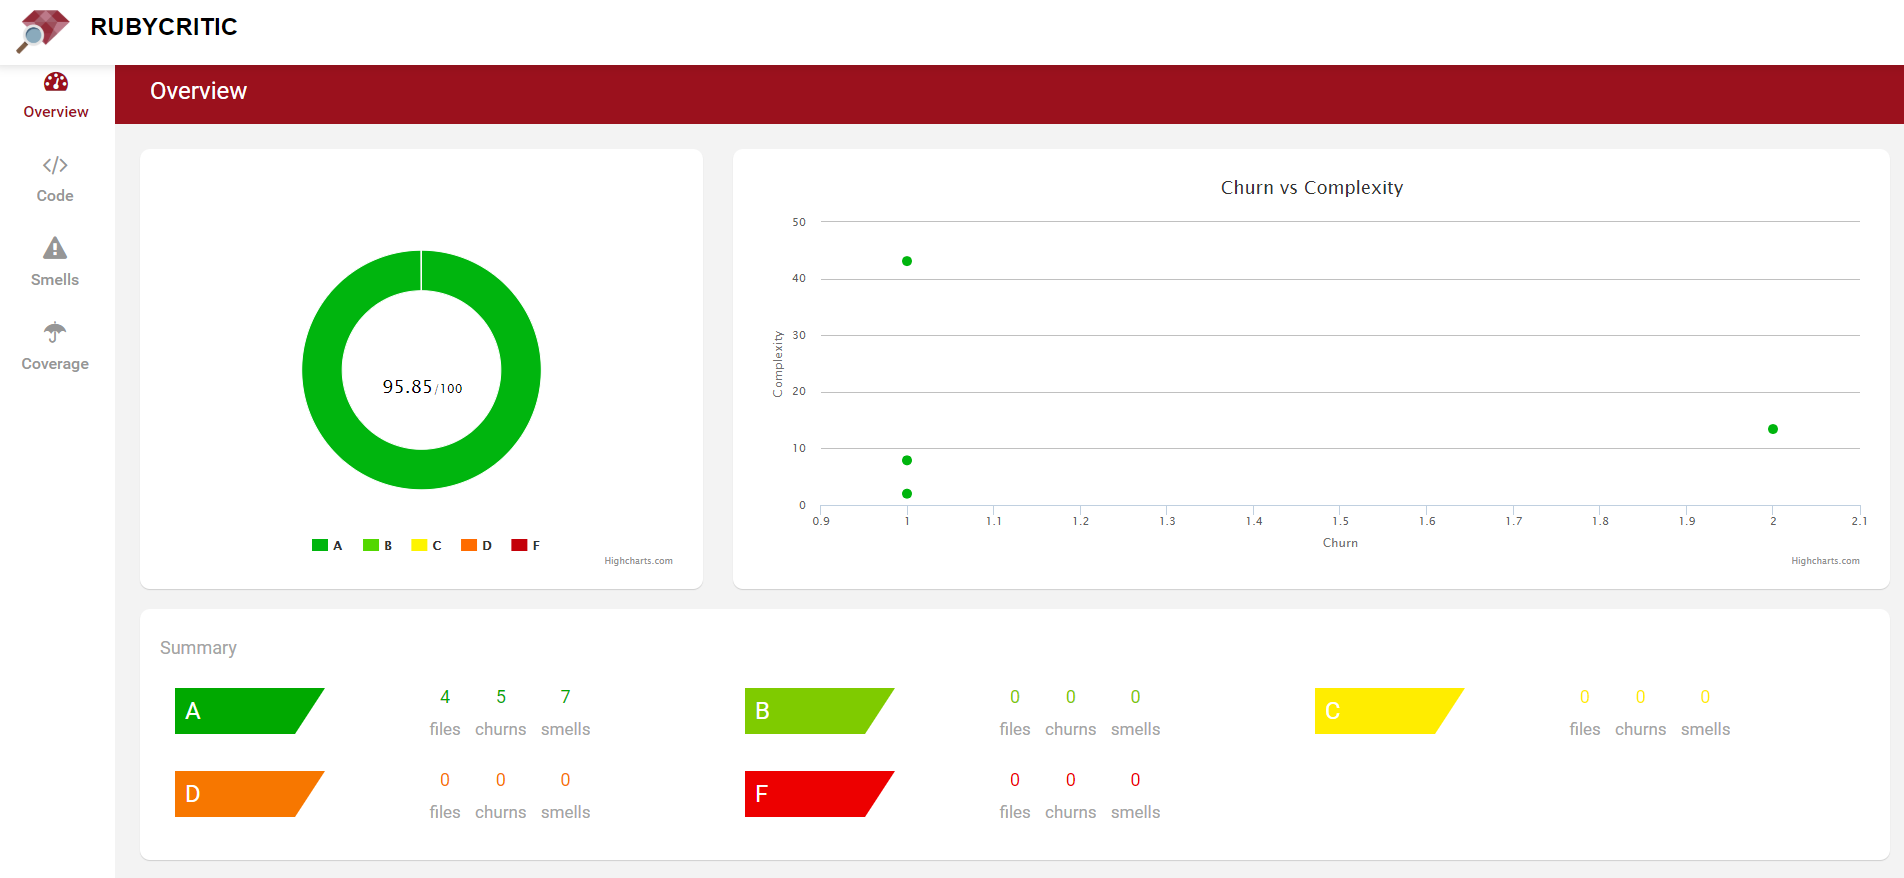 RUBYCRITIC
Overview
Overview
Code
Smells
Coverage
95.85/100
A B C D F
Highcharts.com
Churn vs Complexity
Complexity
50
40
30
20
10
0
0.9 1 1.1 1.2 1.3 1.4 1.5 1.6 1.7 1.8 1.9 2 2.1
Churn
Highcharts.com
Summary
A
4 5 7
files churns smells
B
0 0 0
files churns smells
C
0 0 0
files churns smells
D
0 0 0
files churns smells
F
0 0 0
files churns smells